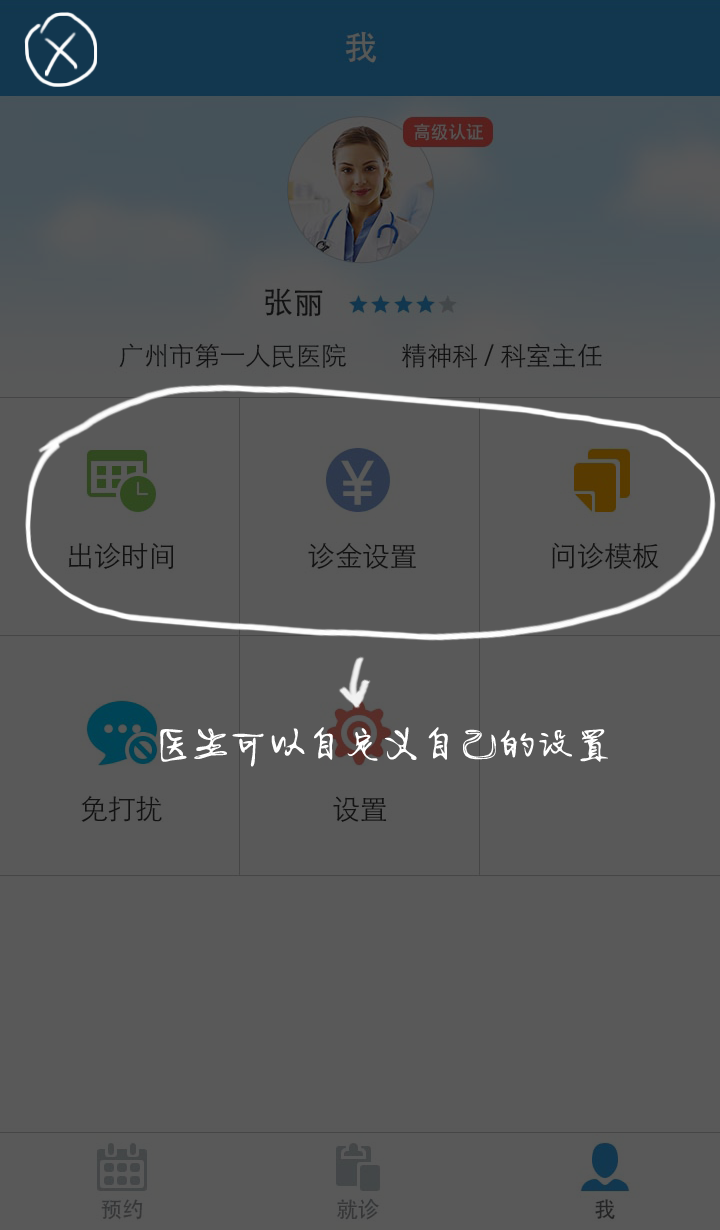 我
高级认证
张丽
广州市第一人民医院 精神科 / 科室主任
出诊时间 诊金设置 问诊模板
医生可以自定义自己的设置
免打扰 设置
预约 就诊 我